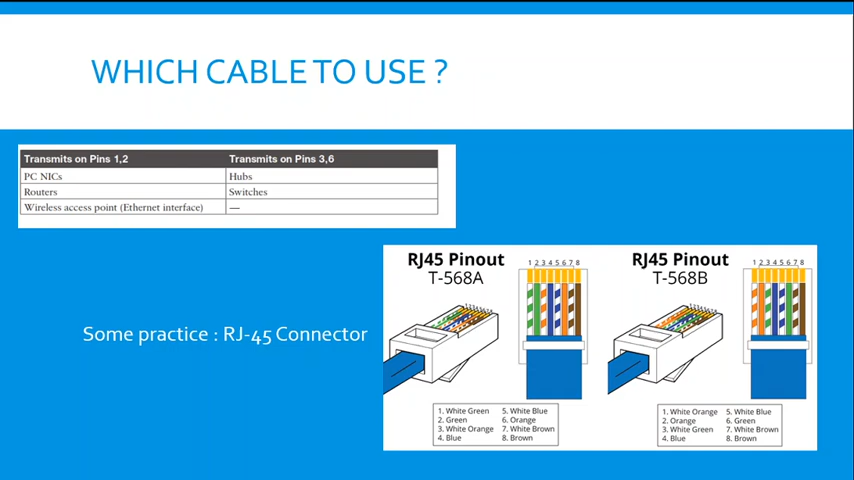 WHICH CABLE TO USE ?
Transmits on Pins 1,2 Transmits on Pins 3,6
PC NICs Hubs
Routers Switches
Wireless access point (Ethernet interface) —
Some practice : RJ-45 Connector
RJ45 Pinout
T-568A
1 2 3 4 5 6 7 8
1. White Green 5. White Blue
2. Green 6. Orange
3. White Orange 7. White Brown
4. Blue 8. Brown
RJ45 Pinout
T-568B
1 2 3 4 5 6 7 8
1. White Orange 5. White Blue
2. Orange 6. Green
3. White Green 7. White Brown
4. Blue 8. Brown